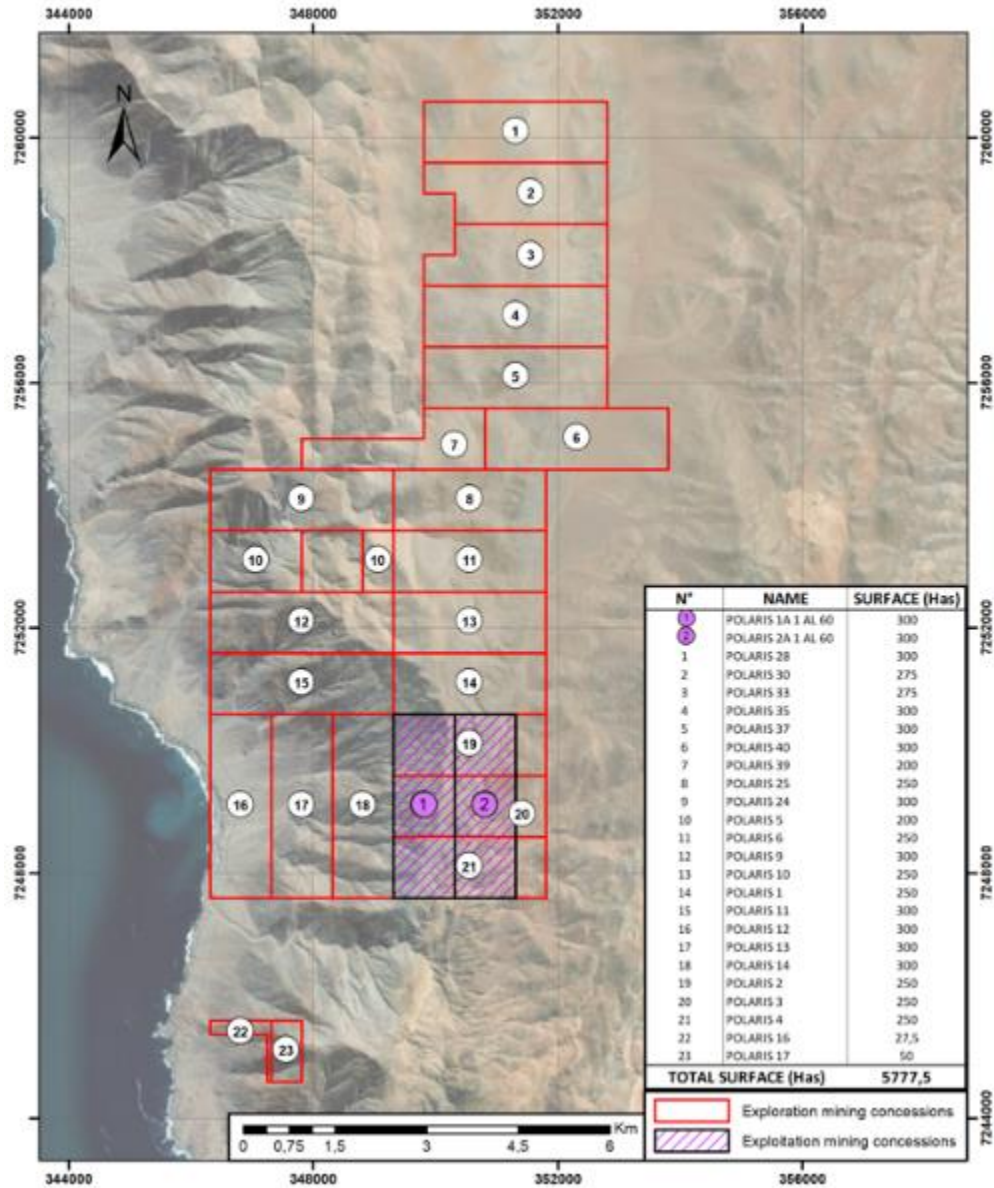 344000 348000 352000 356000
N
7260000 7260000
1
2
3
4
7256000 7256000
5
6
7
9 8
10 10 11
7252000 7252000
12 13
15 14
19
16 17 18 1 2 20
7248000 7248000
21
22
23
7244000
N° NAME SURFACE (Has)
1 POLARIS 1A 1 AL 60 300
2 POLARIS 2A 1 AL 60 300
1 POLARIS 28 300
2 POLARIS 30 275
3 POLARIS 33 275
4 POLARIS 35 300
5 POLARIS 37 300
6 POLARIS 40 300
7 POLARIS 39 200
8 POLARIS 25 250
9 POLARIS 24 300
10 POLARIS 5 200
11 POLARIS 6 250
12 POLARIS 9 300
13 POLARIS 10 250
14 POLARIS 1 250
15 POLARIS 11 300
16 POLARIS 12 300
17 POLARIS 13 300
18 POLARIS 14 300
19 POLARIS 2 250
20 POLARIS 3 250
21 POLARIS 4 250
22 POLARIS 16 27,5
23 POLARIS 17 50
TOTAL SURFACE (Has) 5777,5
Exploration mining concessions
Exploitation mining concessions
Km
0 0,75 1,5 3 4,5 6
344000 348000 352000 356000